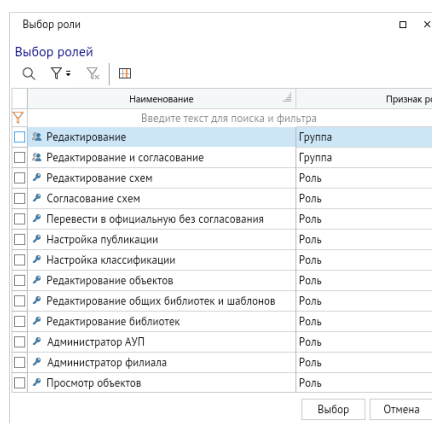 Выбор роли
Выбор ролей
Наименование Признак
Введите текст для поиска и фильтра
Редактирование Группа
Редактирование и согласование Группа
Редактирование схем Роль
Согласование схем Роль
Перевести в официальную без согласования Роль
Настройка публикации Роль
Настройка классификации Роль
Редактирование объектов Роль
Редактирование общих библиотек и шаблонов Роль
Редактирование библиотек Роль
Администратор АУП Роль
Администратор филиала Роль
Просмотр объектов Роль
Выбор Отмена